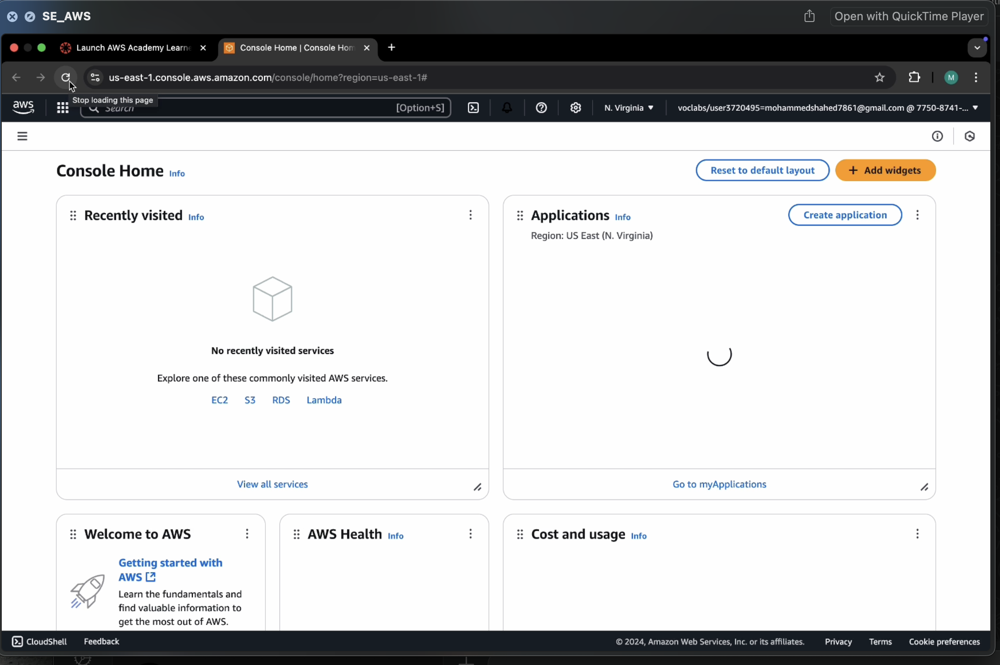 SE_AWS
Open with QuickTime Player
Launch AWS Academy Learne
Console Home | Console Hom
us-east-1.console.aws.amazon.com/console/home?region=us-east-1#
M
Stop loading this page
aws
Search
[Option+S]
N. Virginia
voclabs/user3720495=mohammedshahed7861@gmail.com @ 7750-8741-...
Console Home Info
Reset to default layout
Add widgets
Recently visited Info
No recently visited services
Explore one of these commonly visited AWS services.
EC2 S3 RDS Lambda
View all services
Applications Info
Create application
Region: US East (N. Virginia)
Go to myApplications
Welcome to AWS
Getting started with
AWS
Learn the fundamentals and
find valuable information to
get the most out of AWS.
AWS Health Info
Cost and usage Info
CloudShell
Feedback
© 2024, Amazon Web Services, Inc. or its affiliates.
Privacy
Terms
Cookie preferences